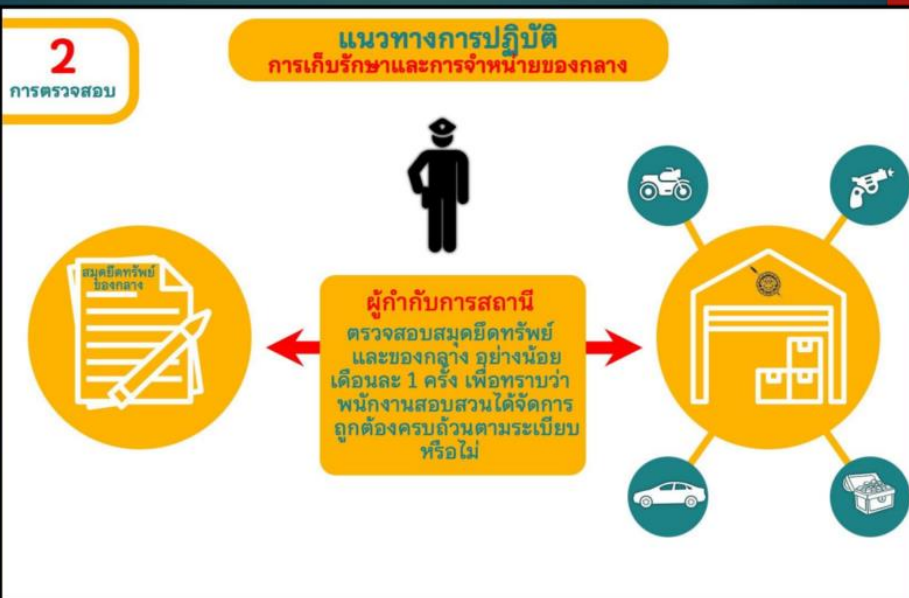 2
การตรวจสอบ
แนวทางการปฏิบัติ
การเก็บรักษาและการจำหน่ายของกลาง
สมุดยึดทรัพย์
ของกลาง
ผู้กำกับการสถานี
ตรวจสอบสมุดยึดทรัพย์
และของกลาง อย่างน้อย
เดือนละ 1 ครั้ง เพื่อทราบว่า
พนักงานสอบสวนได้จัดการ
ถูกต้องครบถ้วนตามระเบียบ
หรือไม่